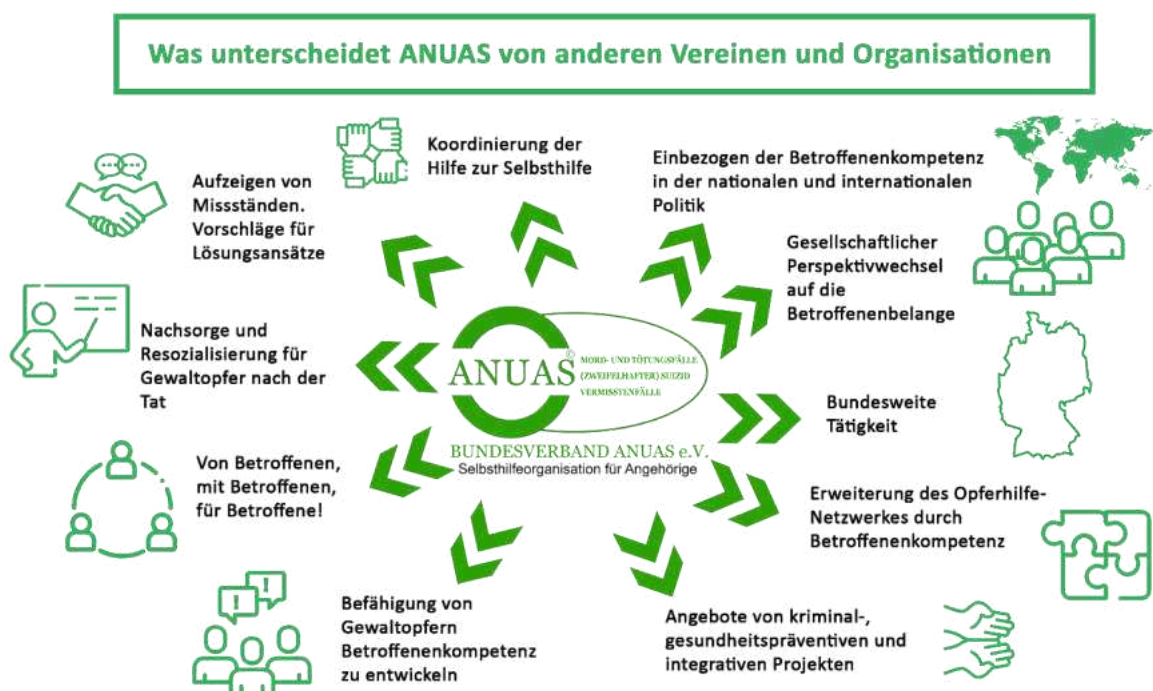 Was unterscheidet ANUAS von anderen Vereinen und Organisationen
Koordinierung der
Hilfe zur Selbsthilfe
Einbezogen der Betroffenenkompetenz
in der nationalen und internationalen
Politik
Aufzeigen von
Missständen.
Vorschläge für
Lösungsansätze
Gesellschaftlicher
Perspektivwechsel
auf die
Betroffenenbelange
Nachsorge und
Resozialisierung für
Gewaltopfer nach der
Tat
ANUAS©
MORD- UND TÖTUNGSFÄLLE
(ZWEIFELHAFTER) SUIZID
VERMISSTENFÄLLE
BUNDESVERBAND ANUAS e.V.
Selbsthilfeorganisation für Angehörige
Bundesweite
Tätigkeit
Von Betroffenen,
mit Betroffenen,
für Betroffene!
Erweiterung des Opferhilfe-
Netzwerkes durch
Betroffenenkompetenz
Befähigung von
Gewaltopfern
Betroffenenkompetenz
zu entwickeln
Angebote von kriminal-,
gesundheitspräventiven und
integrativen Projekten